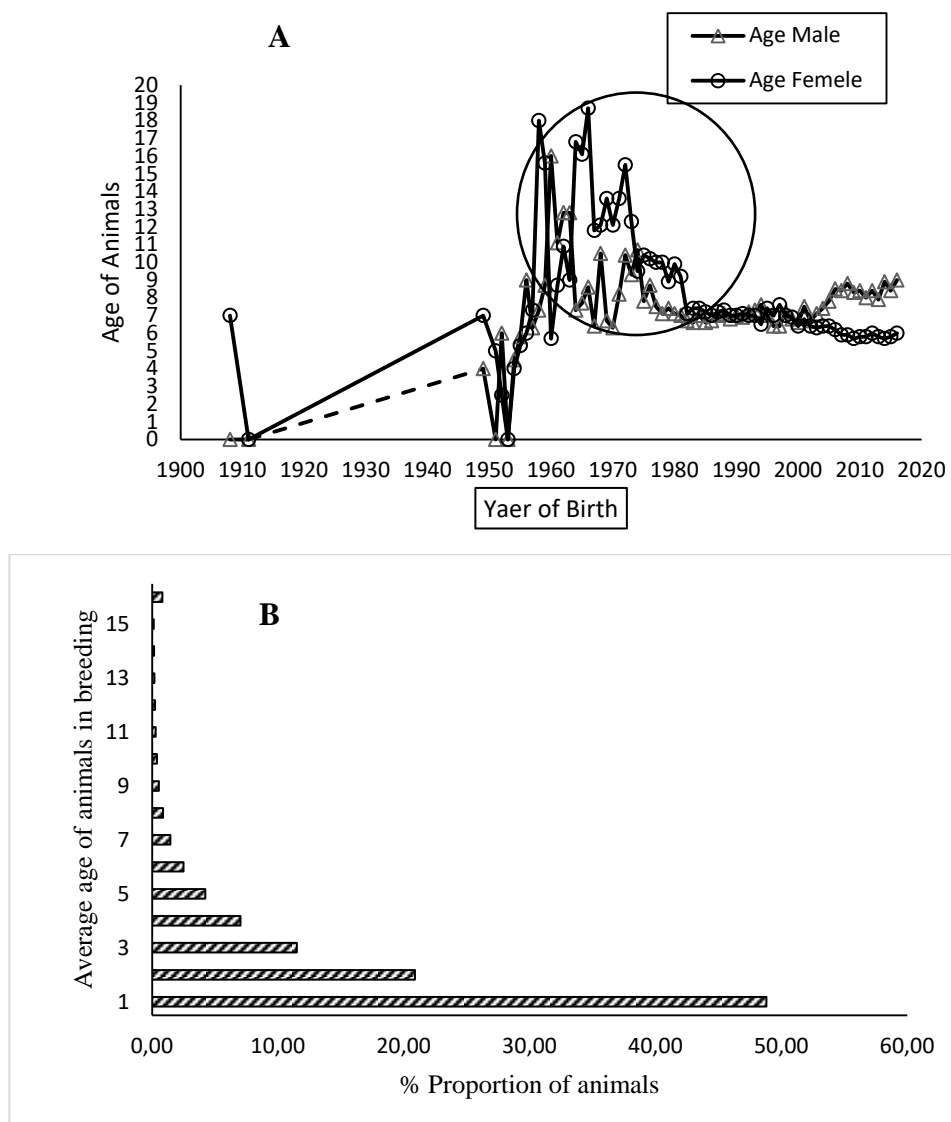 A
Age Male
Age Femele
20
19
18
17
16
15
14
13
12
11
10
9
8
7
6
5
4
3
2
1
0
Age of Animals
1900 1910 1920 1930 1940 1950 1960 1970 1980 1990 2000 2010 2020
Yaer of Birth
B
15
13
11
9
7
5
3
1
Average age of animals in breeding
0,00 10,00 20,00 30,00 40,00 50,00 60,00
% Proportion of animals